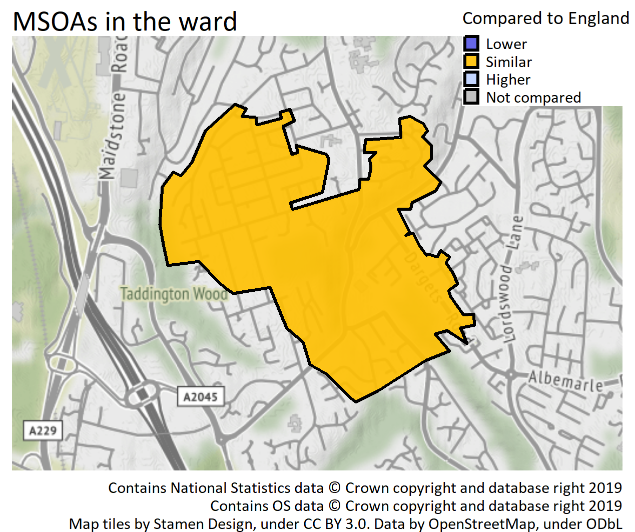 MSOAs in the ward
Compared to England
Lower
Similar
Higher
Not compared
Maidstone Road
Lordswood - Lane
Taddington Wood
A2045
A229
Albemarle
Contains National Statistics data © Crown copyright and database right 2019
Contains OS data © Crown copyright and database right 2019
Map tiles by Stamen Design, under CC BY 3.0. Data by OpenStreetMap, under ODbL